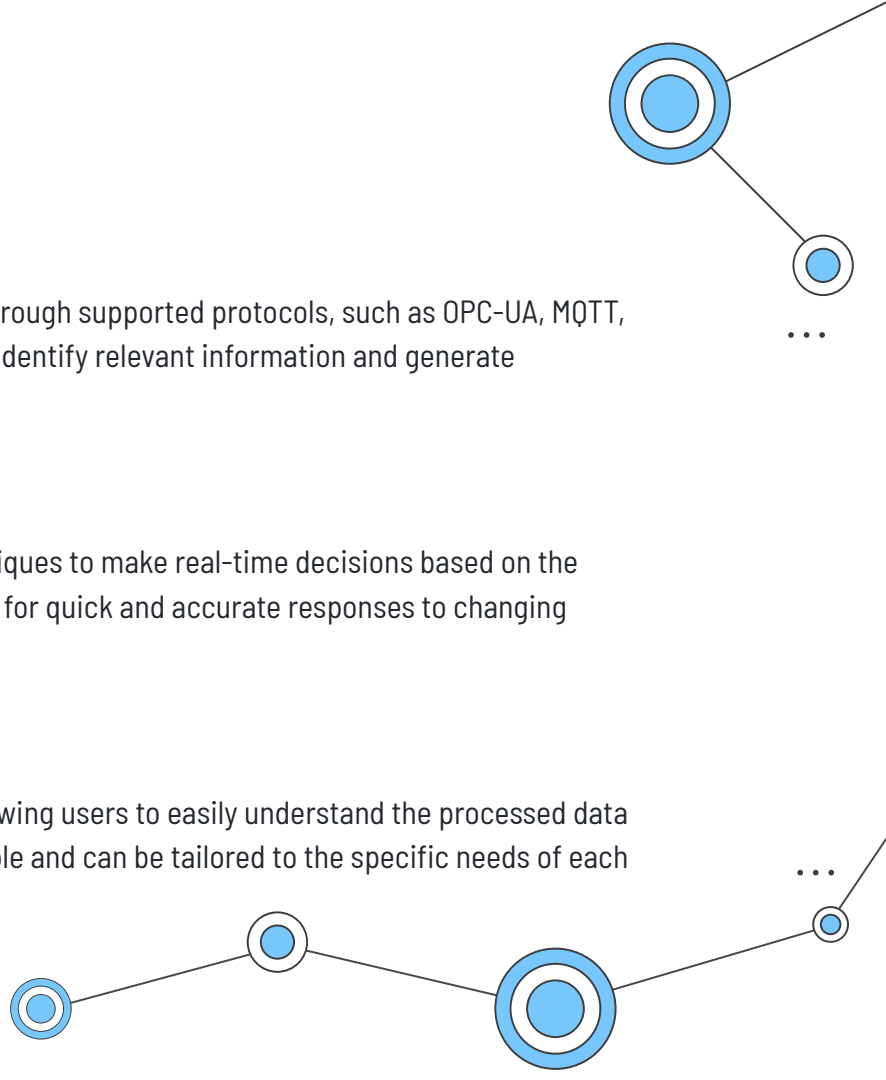 rough supported protocols, such as OPC-UA, MQTT,
dentify relevant information and generate
iques to make real-time decisions based on the
for quick and accurate responses to changing
wing users to easily understand the processed data
le and can be tailored to the specific needs of each